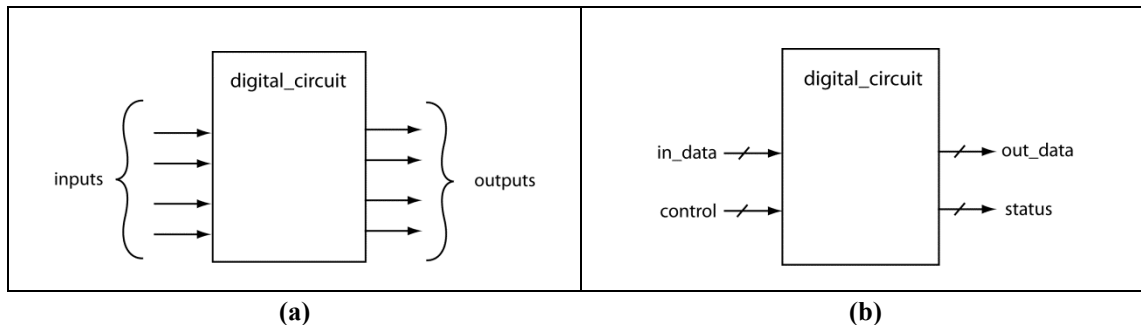 digital_circuit
inputs
outputs
(a)
digital_circuit
in_data
control
out_data
status
(b)